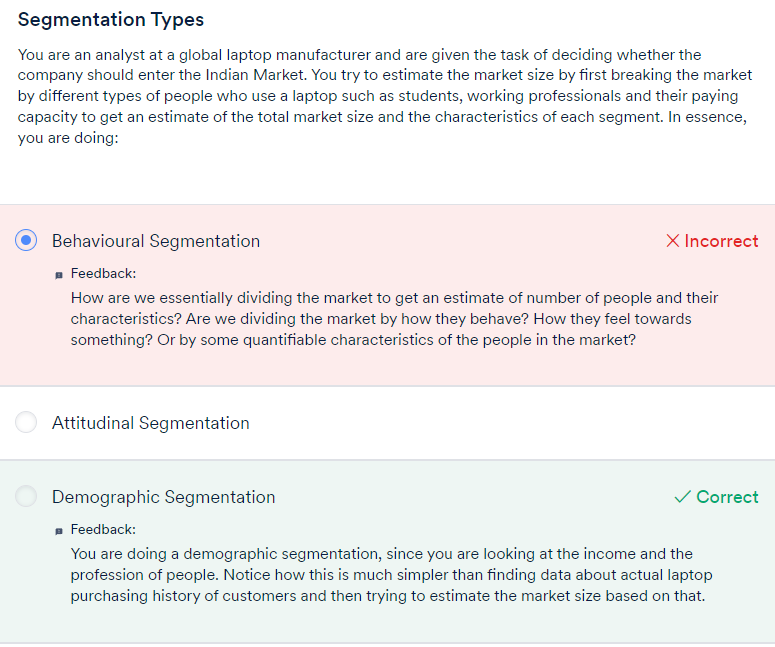 Segmentation Types
You are an analyst at a global laptop manufacturer and are given the task of deciding whether the
company should enter the Indian Market. You try to estimate the market size by first breaking the market
by different types of people who use a laptop such as students, working professionals and their paying
capacity to get an estimate of the total market size and the characteristics of each segment. In essence,
you are doing:
Behavioural Segmentation
Incorrect
Feedback:
How are we essentially dividing the market to get an estimate of number of people and their
characteristics? Are we dividing the market by how they behave? How they feel towards
something? Or by some quantifiable characteristics of the people in the market?
Attitudinal Segmentation
Demographic Segmentation
Correct
Feedback:
You are doing a demographic segmentation, since you are looking at the income and the
profession of people. Notice how this is much simpler than finding data about actual laptop
purchasing history of customers and then trying to estimate the market size based on that.